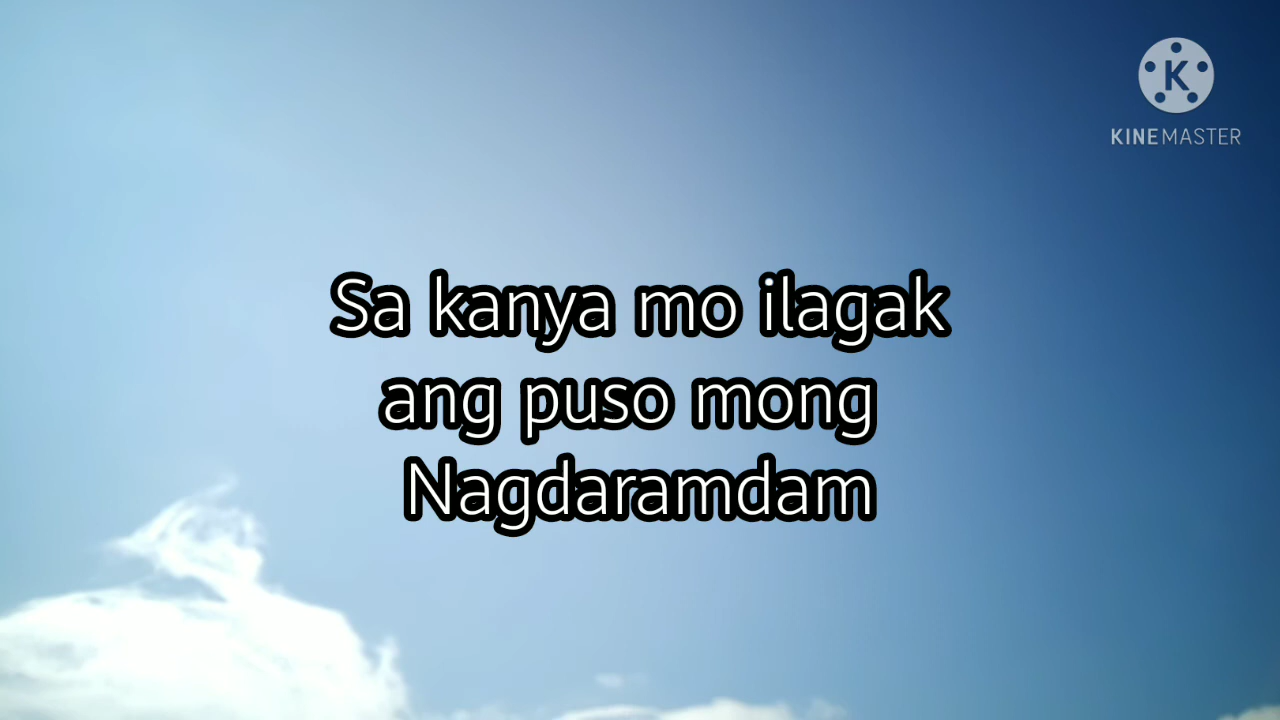 K
KINEMASTER
Sa kanya mo ilagak
ang puso mong
Nagdaramdam